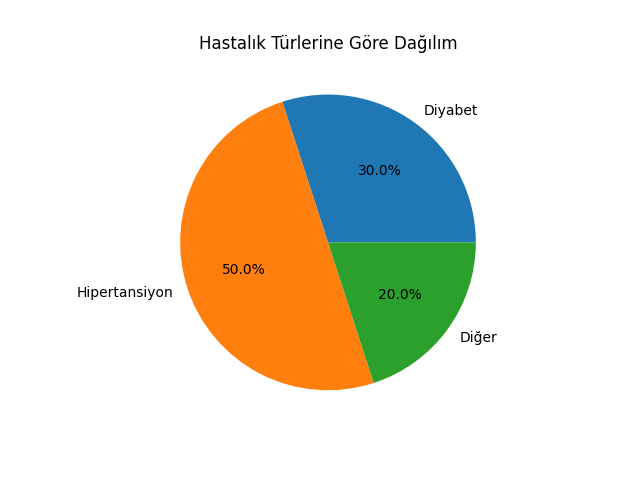 Hastalık Türlerine Göre Dağılım
Diyabet
30.0%
50.0%
Hipertansiyon
20.0%
Diğer